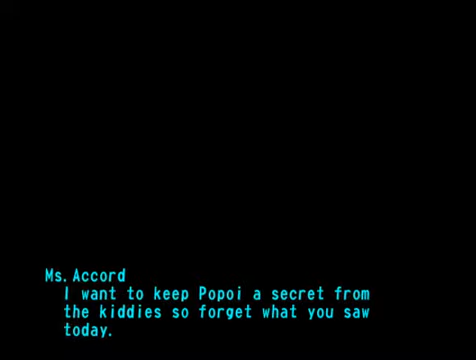 Ms. Accord
I want to keep Popoi a secret from
the kiddies so forget what you saw
today.